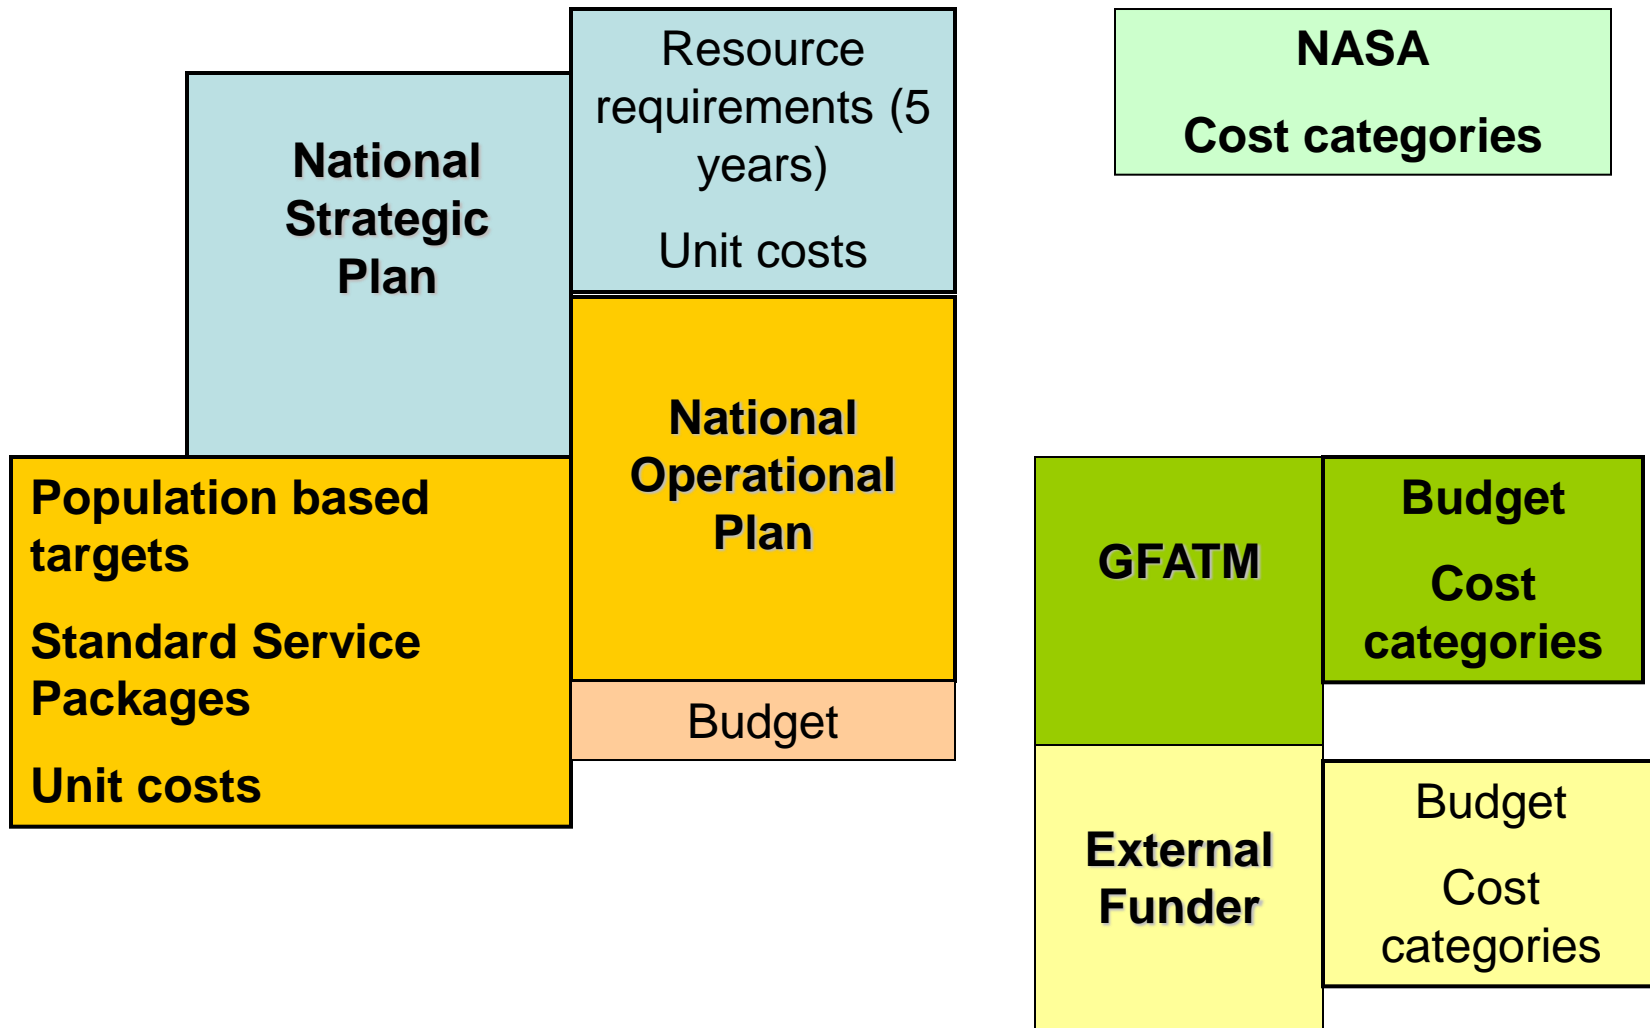 National
Strategic
Plan
Resource
requirements (5
years)
Unit costs
NASA
Cost categories
National
Operational
Plan
Budget
Population based
targets
Standard Service
Packages
Unit costs
GFATM
Budget
Cost
categories
External
Funder
Budget
Cost
categories